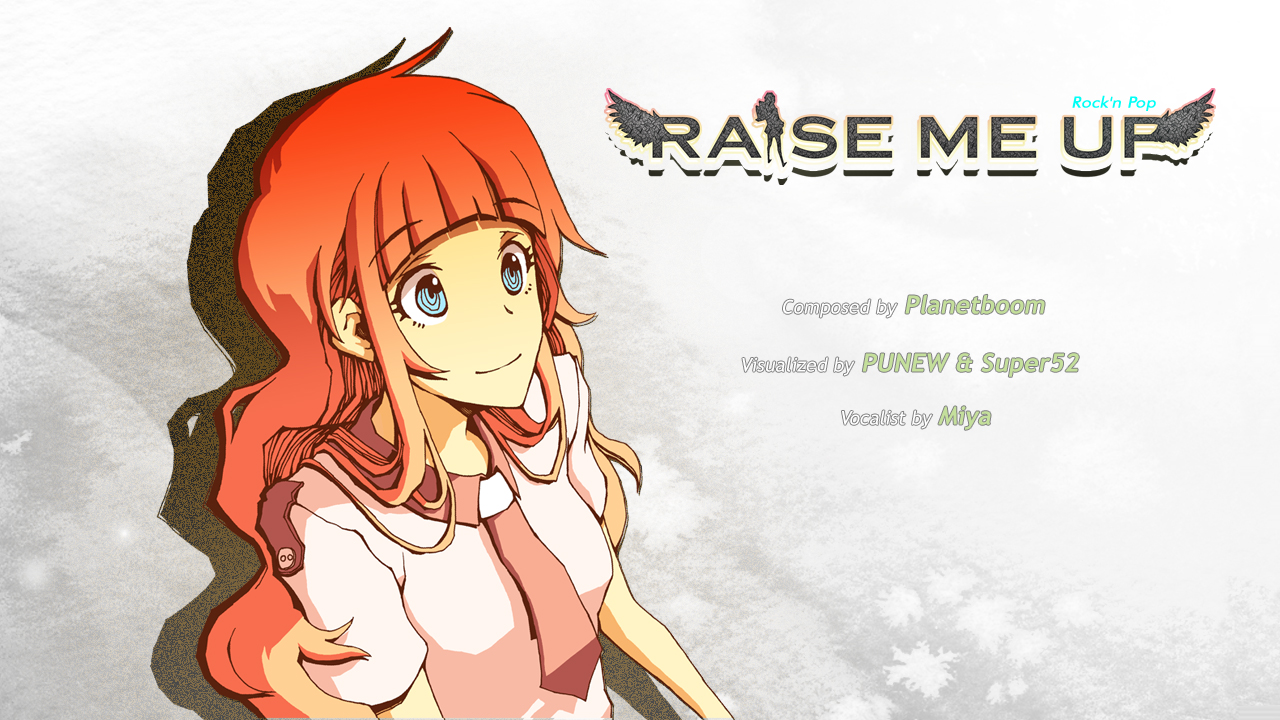 Rock'n Pop
RAISE ME UP
Composed by Planetboom
Visualized by PUNEW & Super52
Vocalist by Miya